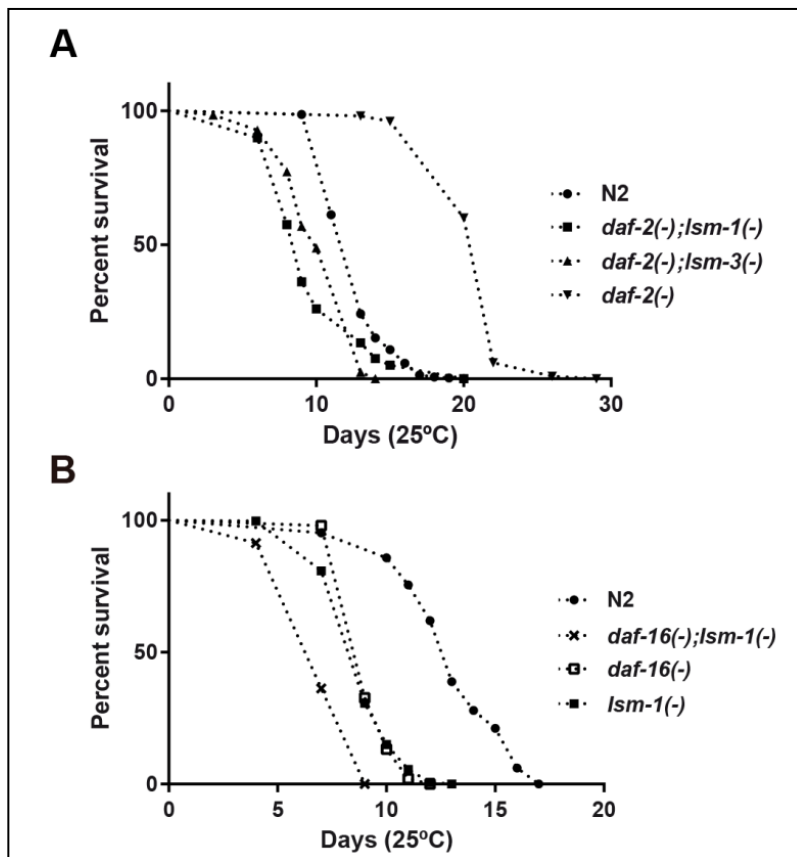 A
Percent survival
100
50
0
0 10 20 30
Days (25ºC)
N2
daf-2(-);lsm-1(-)
daf-2(-);lsm-3(-)
daf-2(-)
B
Percent survival
100
50
0
0 5 10 15 20
Days (25ºC)
N2
daf-16(-);lsm-1(-)
daf-16(-)
lsm-1(-)